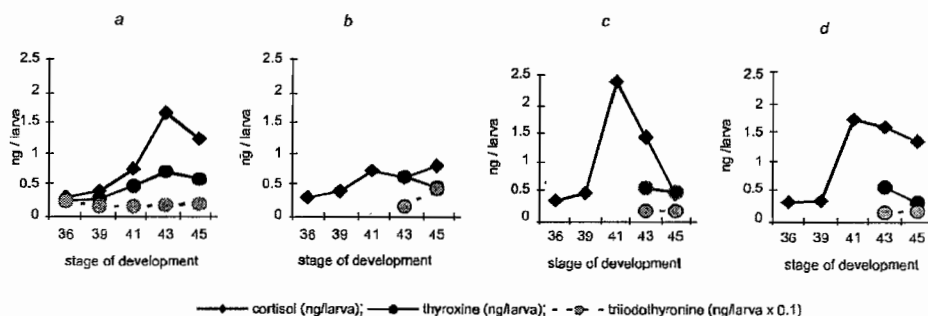 a b c d
2.5 2.5 2.5 2.5
2 2 2 2
1.5 1.5 1.5 1.5
1 1 1 1
0.5 0.5 0.5 0.5
0 0 0 0
ng / larva ng / larva ng / larva ng /larva
36 39 41 43 45 36 39 41 43 45 36 39 41 43 45 36 39 41 43 45
stage of development stage of development stage of development stage of development
cortisol (ng/larva); thyroxine (ng/larva); triiodothyronine (ng/larva x 0.1)